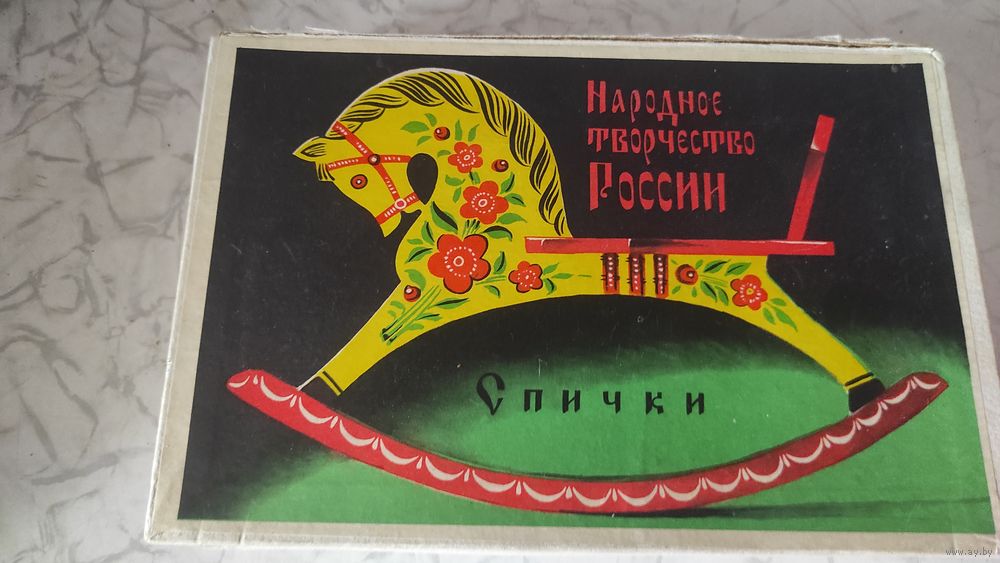 Народное
творчество
России
Спички
www.ay.by